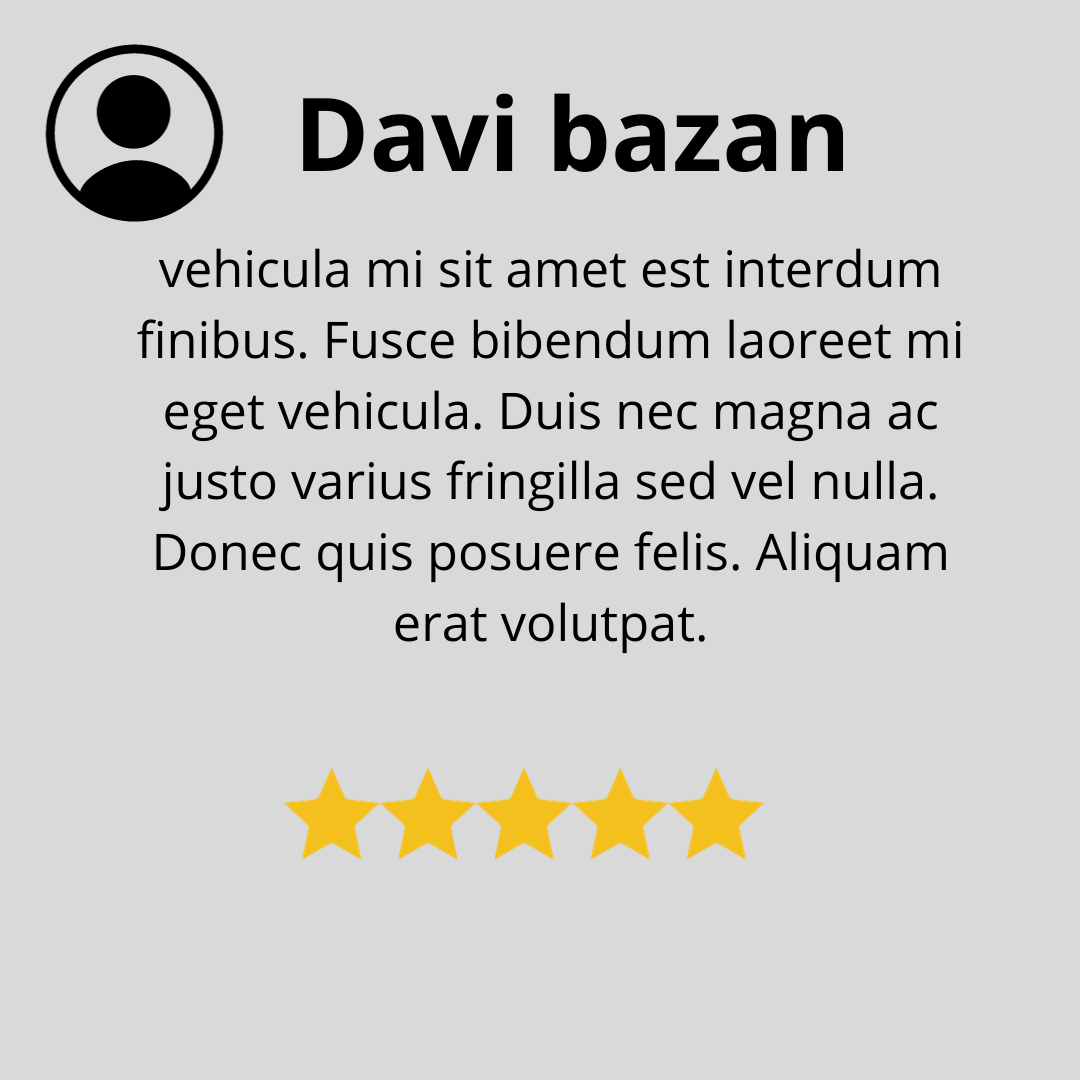 Davi bazan
vehicula mi sit amet est interdum
finibus. Fusce bibendum laoreet mi
eget vehicula. Duis nec magna ac
justo varius fringilla sed vel nulla.
Donec quis posuere felis. Aliquam
erat volutpat.